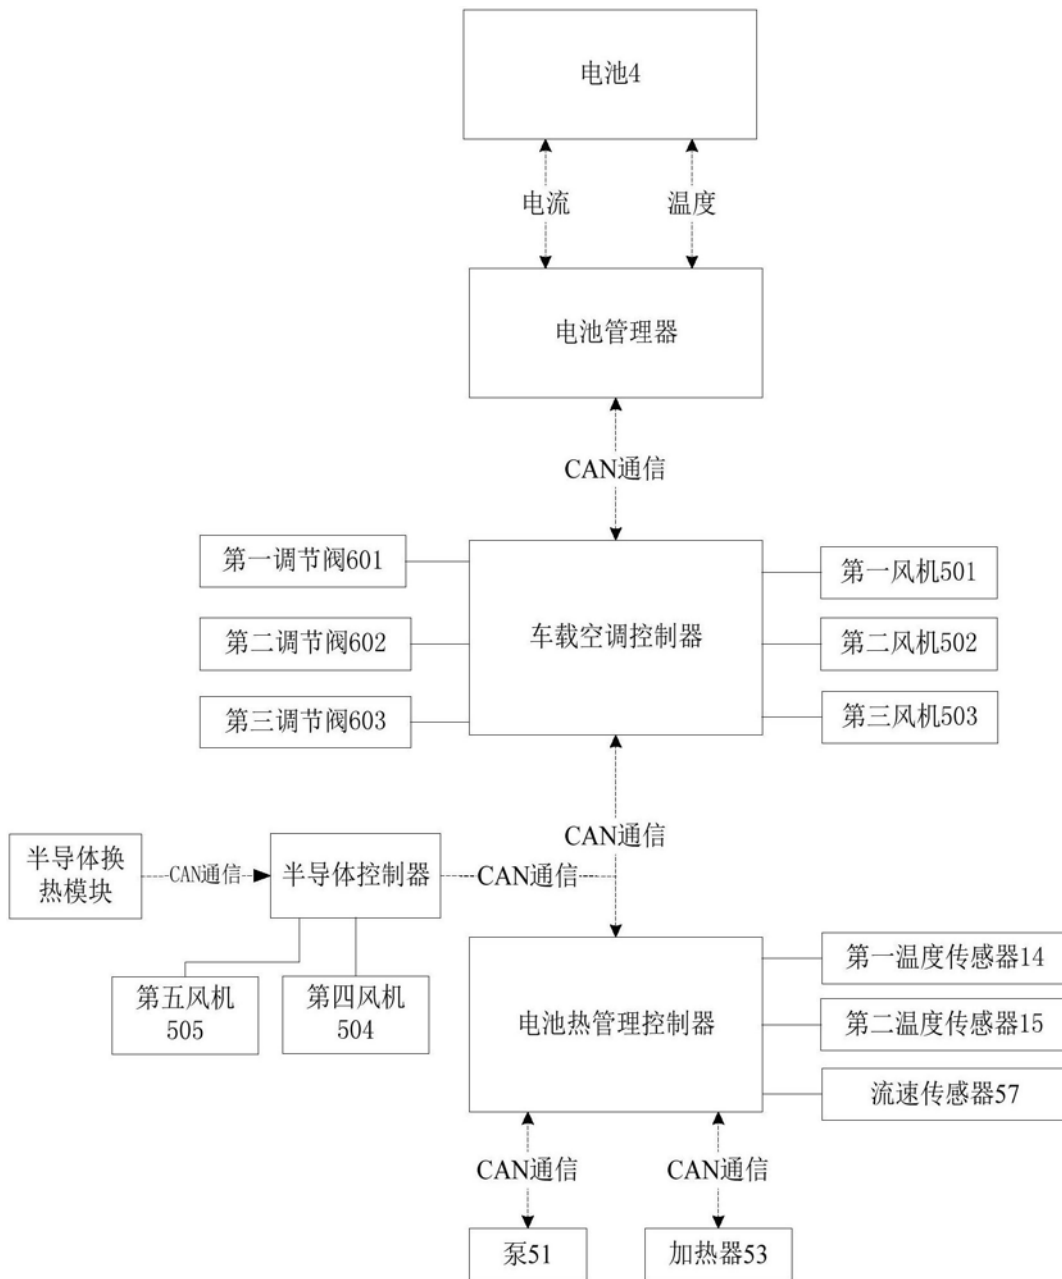 电池4
电流
温度
电池管理器
CAN通信
第一调节阀601
第一风机501
车载空调控制器
第二调节阀602
第二风机502
第三调节阀603
第三风机503
CAN通信
半导体换
热模块
CAN通信
半导体控制器
CAN通信
第五风机
505
第四风机
504
第一温度传感器14
电池热管理控制器
第二温度传感器15
流速传感器57
CAN通信
CAN通信
泵51
加热器53